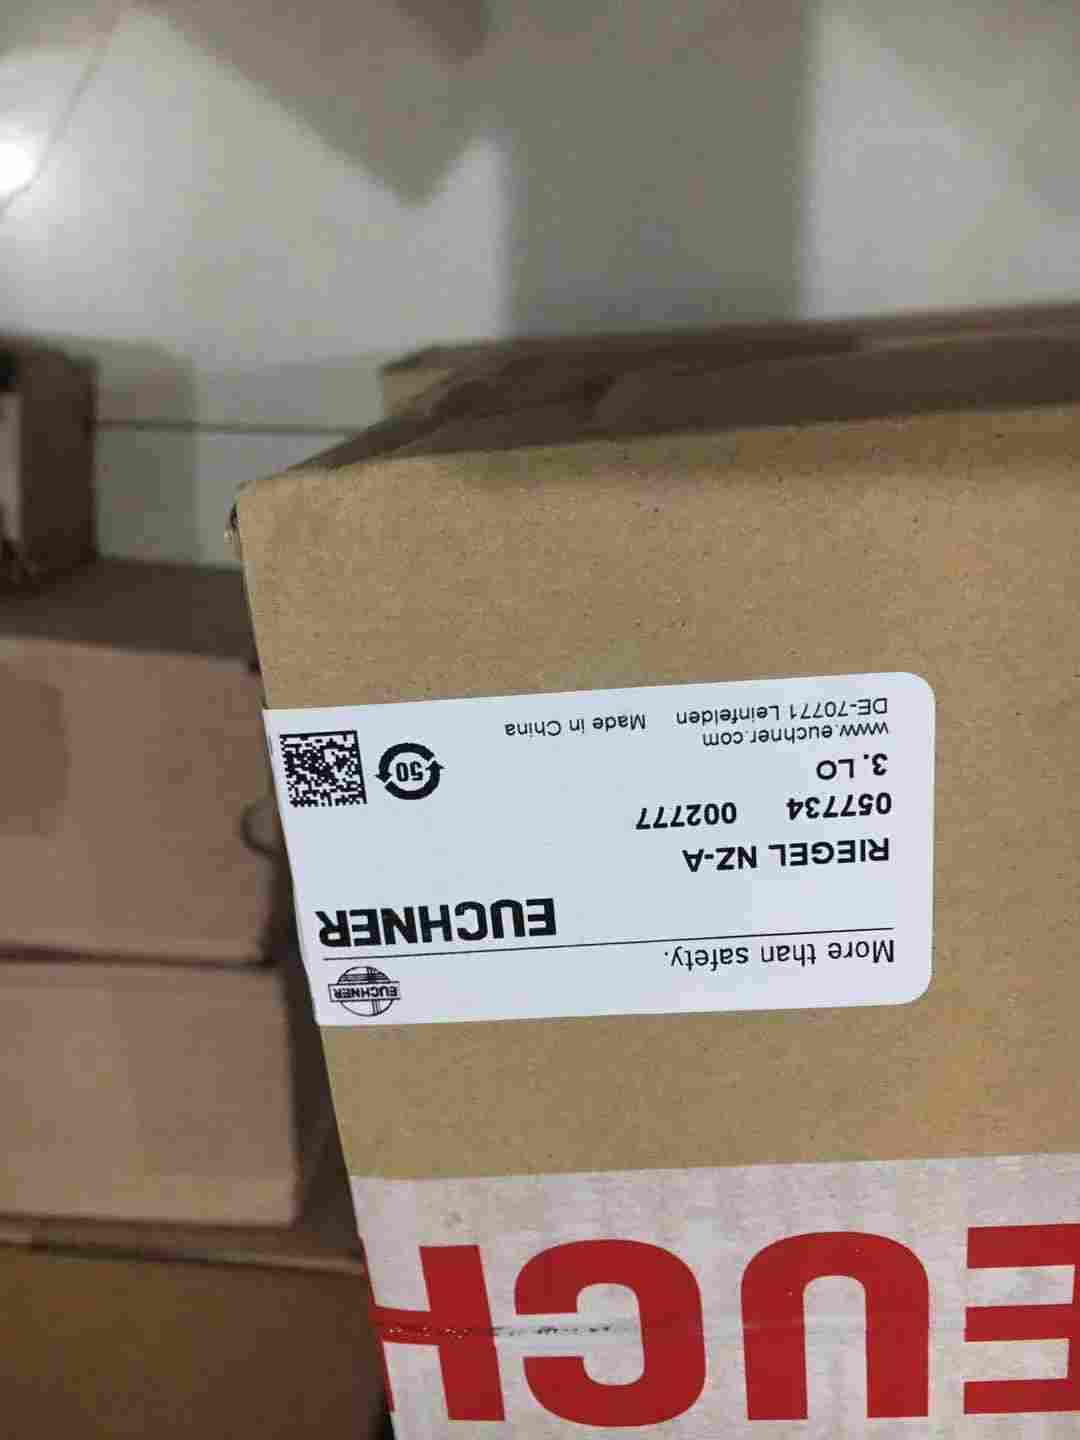 More than safety.
EUCHNER
EUCHNER
RIEGEL NZ-A
057734 002777
3. LO
www.euchner.com
DE-70771 Leinfelden Made in China
50
EUCH